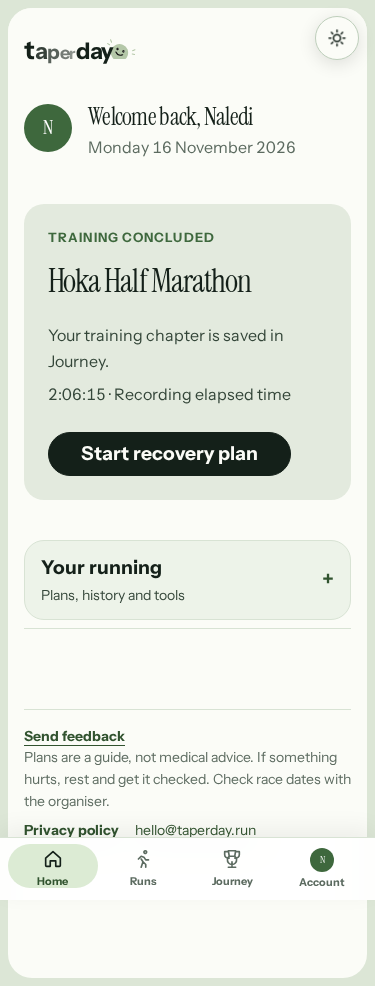 taperday
N
Welcome back, Naledi
Monday 16 November 2026
TRAINING CONCLUDED
Hoka Half Marathon
Your training chapter is saved in
Journey.
2:06:15 · Recording elapsed time
Start recovery plan
Your running
+
Plans, history and tools
Send feedback
Plans are a guide, not medical advice. If something
hurts, rest and get it checked. Check race dates with
the organiser.
Privacy policy hello@taperday.run
N
Home Runs Journey Account